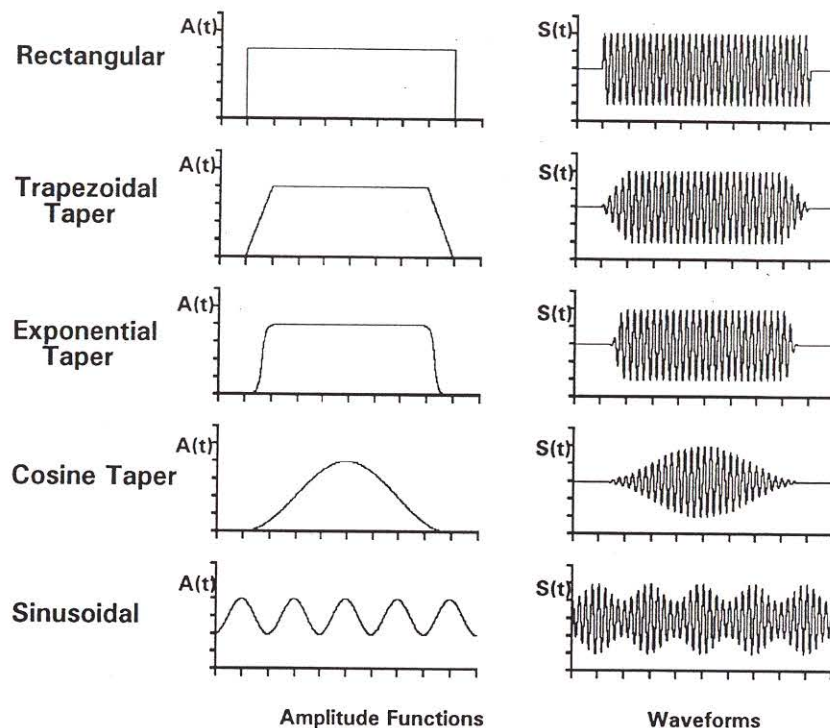 A(t)
S(t)
Rectangular
A(t)
S(t)
Trapezoidal
Taper
A(t)
S(t)
Exponential
Taper
A(t)
S(t)
Cosine Taper
A(t)
S(t)
Sinusoidal
Amplitude Functions
Waveforms